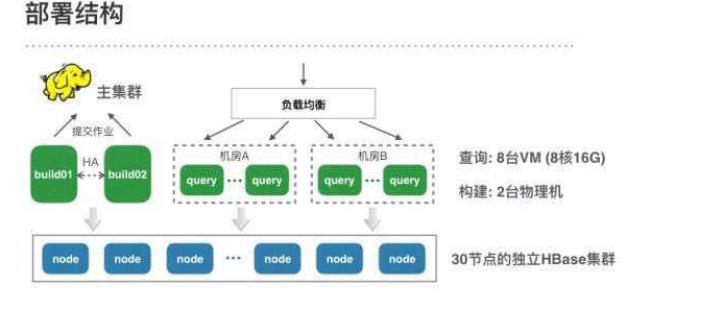 部署结构
主集群
提交作业
build01
HA
build02
负载均衡
机房A
query ··· query
机房B
query ··· query
查询: 8台VM (8核16G)
构建: 2台物理机
node node node ··· node node node
30节点的独立HBase集群